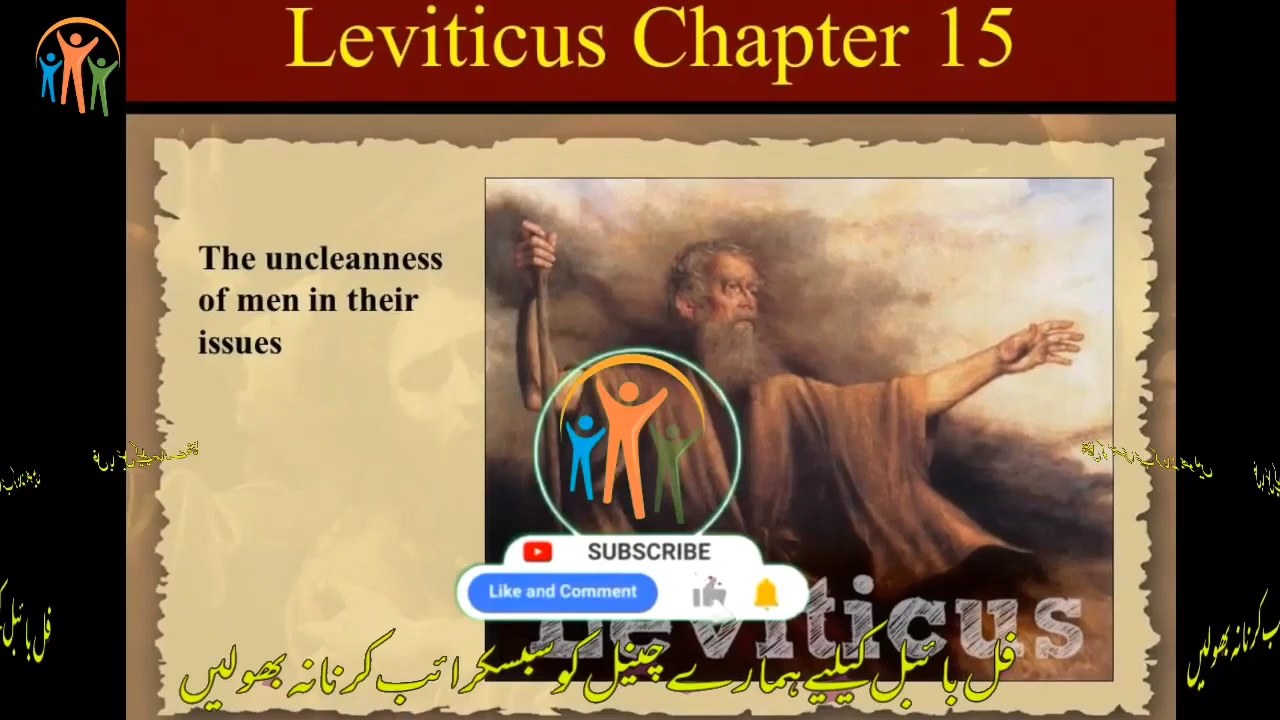 Leviticus Chapter 15
The uncleanness
of men in their
issues
SUBSCRIBE
Like and Comment
Leviticus
فل بائبل کیلیے ہمارے چینل کو سبسکرائب کرنا نہ بھولیں